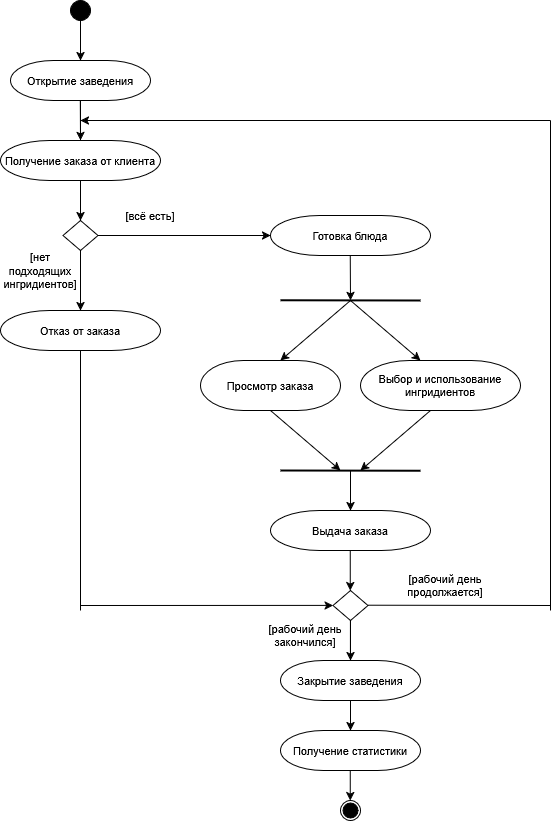 Открытие заведения
Получение заказа от клиента
[всё есть]
Готовка блюда
[нет
подходящих
ингридиентов]
Отказ от заказа
Просмотр заказа
Выбор и использование
ингридиентов
Выдача заказа
[рабочий день
продолжается]
[рабочий день
закончился]
Закрытие заведения
Получение статистики